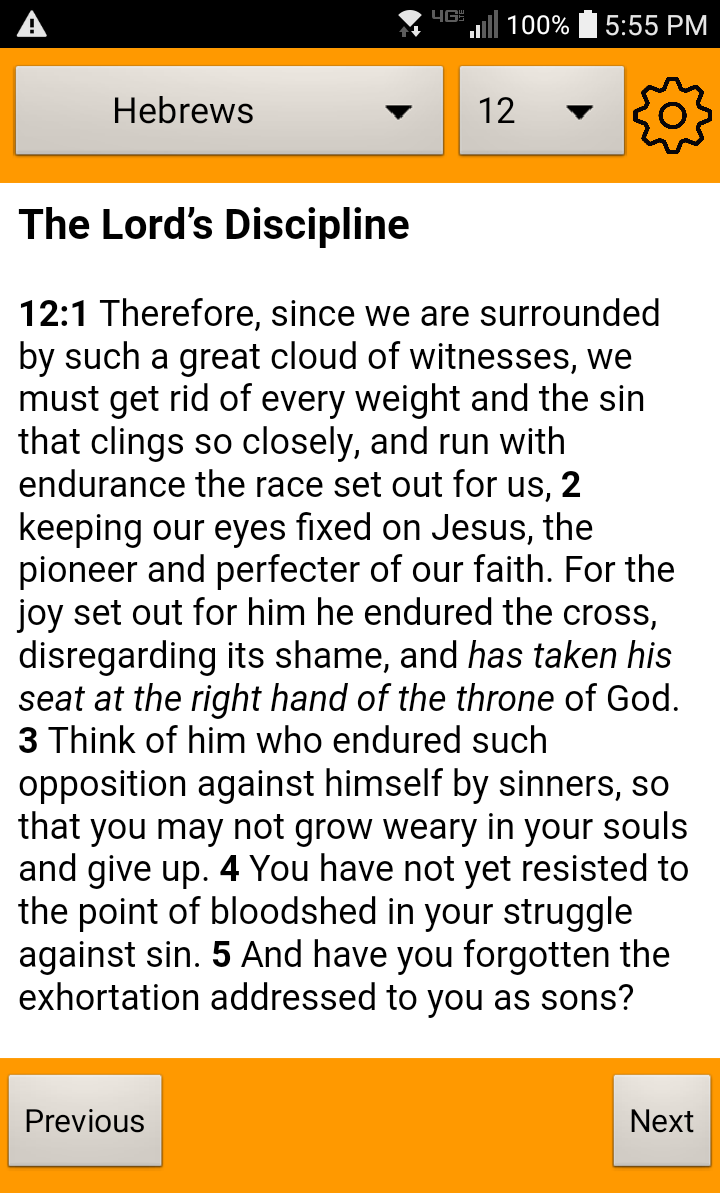 4G LTE 100% 5:55 PM
Hebrews 12
The Lord’s Discipline
12:1 Therefore, since we are surrounded
by such a great cloud of witnesses, we
must get rid of every weight and the sin
that clings so closely, and run with
endurance the race set out for us, 2
keeping our eyes fixed on Jesus, the
pioneer and perfecter of our faith. For the
joy set out for him he endured the cross,
disregarding its shame, and has taken his
seat at the right hand of the throne of God.
3 Think of him who endured such
opposition against himself by sinners, so
that you may not grow weary in your souls
and give up. 4 You have not yet resisted to
the point of bloodshed in your struggle
against sin. 5 And have you forgotten the
exhortation addressed to you as sons?
Previous Next